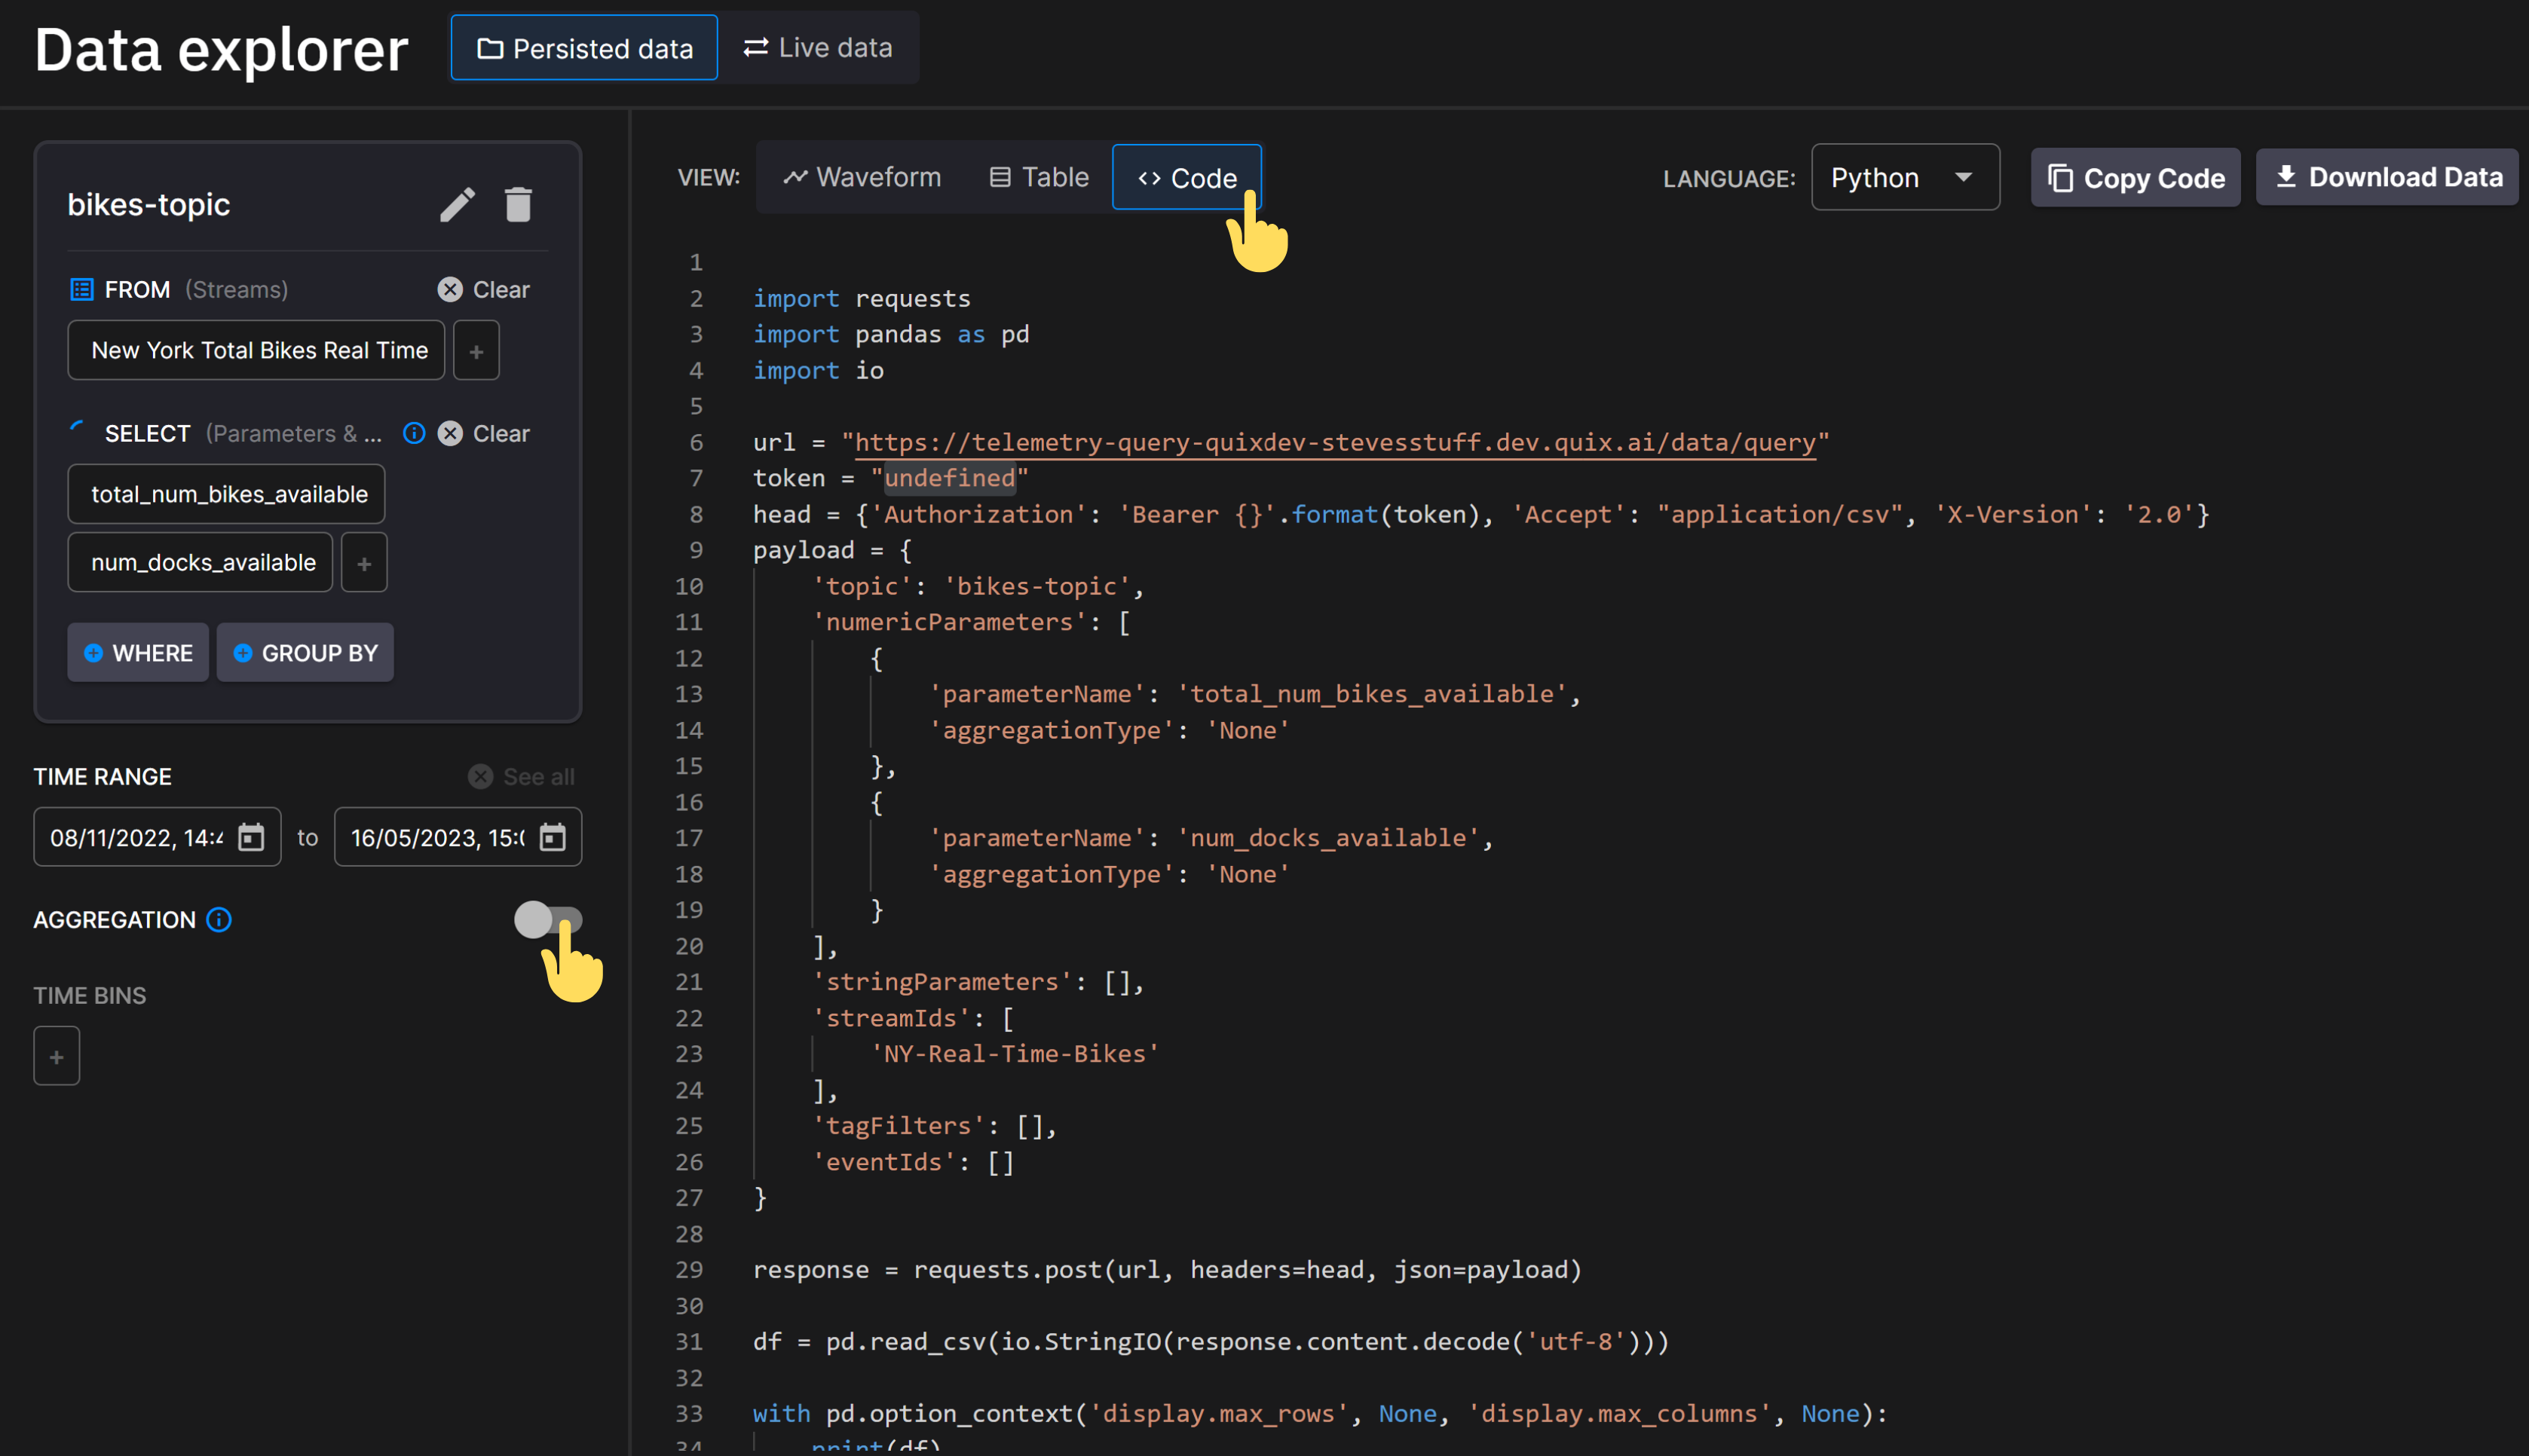 Data explorer
Persisted data
Live data
bikes-topic
FROM (Streams)
Clear
New York Total Bikes Real Time
+
SELECT (Parameters & ...
Clear
total_num_bikes_available
num_docks_available
+
WHERE
GROUP BY
TIME RANGE
See all
08/11/2022, 14:4
to
16/05/2023, 15:0
AGGREGATION
TIME BINS
+
VIEW:
Waveform
Table
<> Code
LANGUAGE:
Python
Copy Code
Download Data
1
2 import requests
3 import pandas as pd
4 import io
5
6 url = "https://telemetry-query-quixdev-stevesstuff.dev.quix.ai/data/query"
7 token = "undefined"
8 head = {'Authorization': 'Bearer {}'.format(token), 'Accept': "application/csv", 'X-Version': '2.0'}
9 payload = {
10 'topic': 'bikes-topic',
11 'numericParameters': [
12 {
13 'parameterName': 'total_num_bikes_available',
14 'aggregationType': 'None'
15 },
16 {
17 'parameterName': 'num_docks_available',
18 'aggregationType': 'None'
19 }
20 ],
21 'stringParameters': [],
22 'streamIds': [
23 'NY-Real-Time-Bikes'
24 ],
25 'tagFilters': [],
26 'eventIds': []
27 }
28
29 response = requests.post(url, headers=head, json=payload)
30
31 df = pd.read_csv(io.StringIO(response.content.decode('utf-8')))
32
33 with pd.option_context('display.max_rows', None, 'display.max_columns', None):
34 print(df)